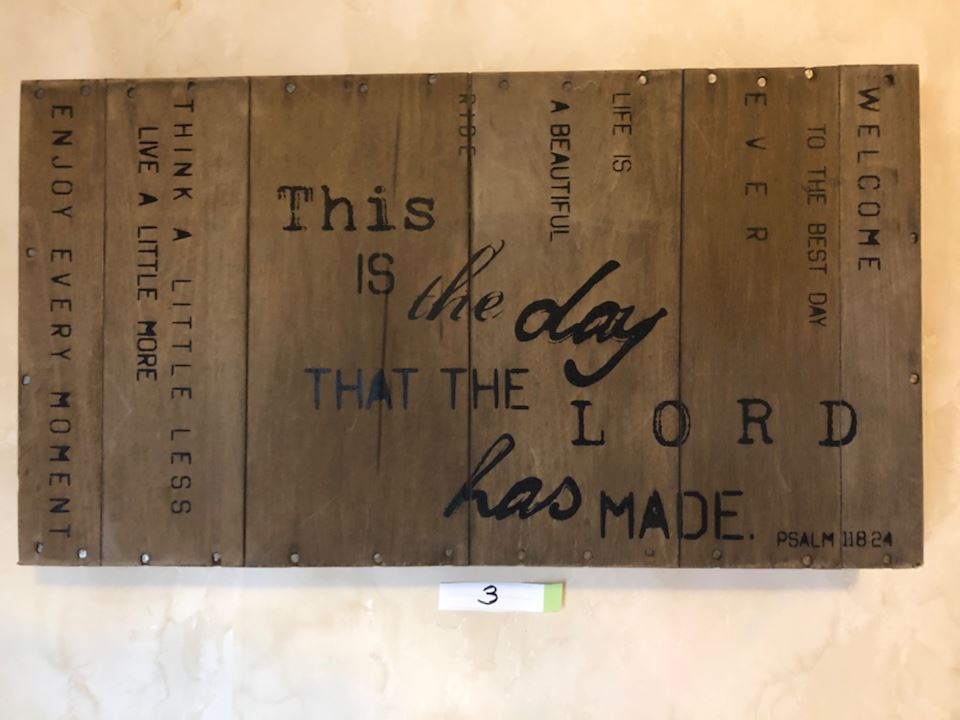 WELCOME
TO THE BEST DAY
EVER
LIFE IS
A BEAUTIFUL
RIDE
THINK A LITTLE LESS
LIVE A LITTLE MORE
ENJOY EVERY MOMENT
This
IS the day
THAT THE LORD
has MADE.
PSALM 118:24
3